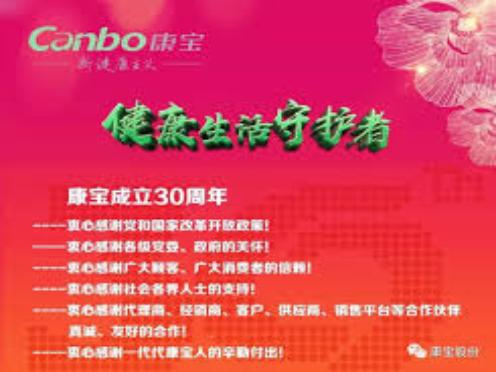 Canbo康宝
新健康主义
健康生活守护者
康宝成立30周年
----衷心感谢党和国家改革开放政策!
----衷心感谢各级党委、政府的关怀!
----衷心感谢广大顾客、广大消费者的信赖!
----衷心感谢社会各界人士的支持!
----衷心感谢代理商、经销商、客户、供应商、销售平台等合作伙伴
真诚、友好的合作!
----衷心感谢一代代康宝人的辛勤付出!
康宝股份